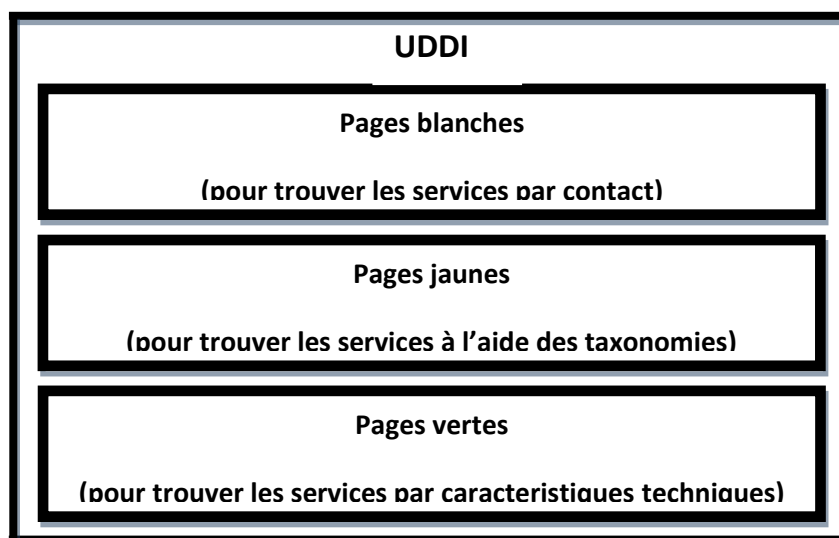 UDDI
Pages blanches
(pour trouver les services par contact)
Pages jaunes
(pour trouver les services à l'aide des taxonomies)
Pages vertes
(pour trouver les services par caracteristiques techniques)